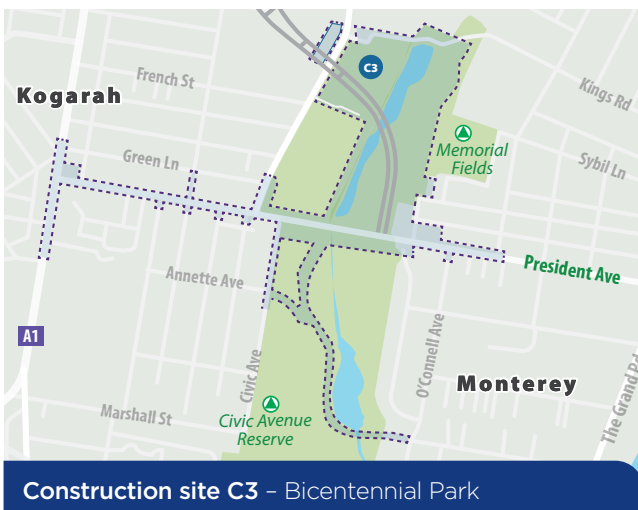 C3
French St
Kogarah
Kings Rd
Green Ln
Memorial
Fields
Sybil Ln
President Ave
Annette Ave
A1
O'Connell Ave
Civic Ave
Monterey
Marshall St
Civic Avenue
Reserve
The Grand Pd
Construction site C3 – Bicentennial Park